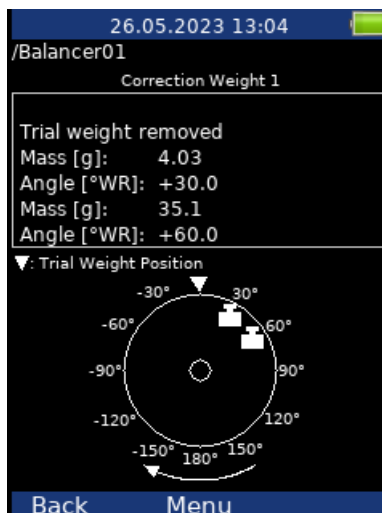 26.05.2023 13:04
/Balancer01
Correction Weight 1
Trial weight removed
Mass [g]: 4.03
Angle [°WR]: +30.0
Mass [g]: 35.1
Angle [°WR]: +60.0
▼: Trial Weight Position
-30° 30°
-60° 60°
-90° 90°
-120° 120°
-150° 180° 150°
Back Menu